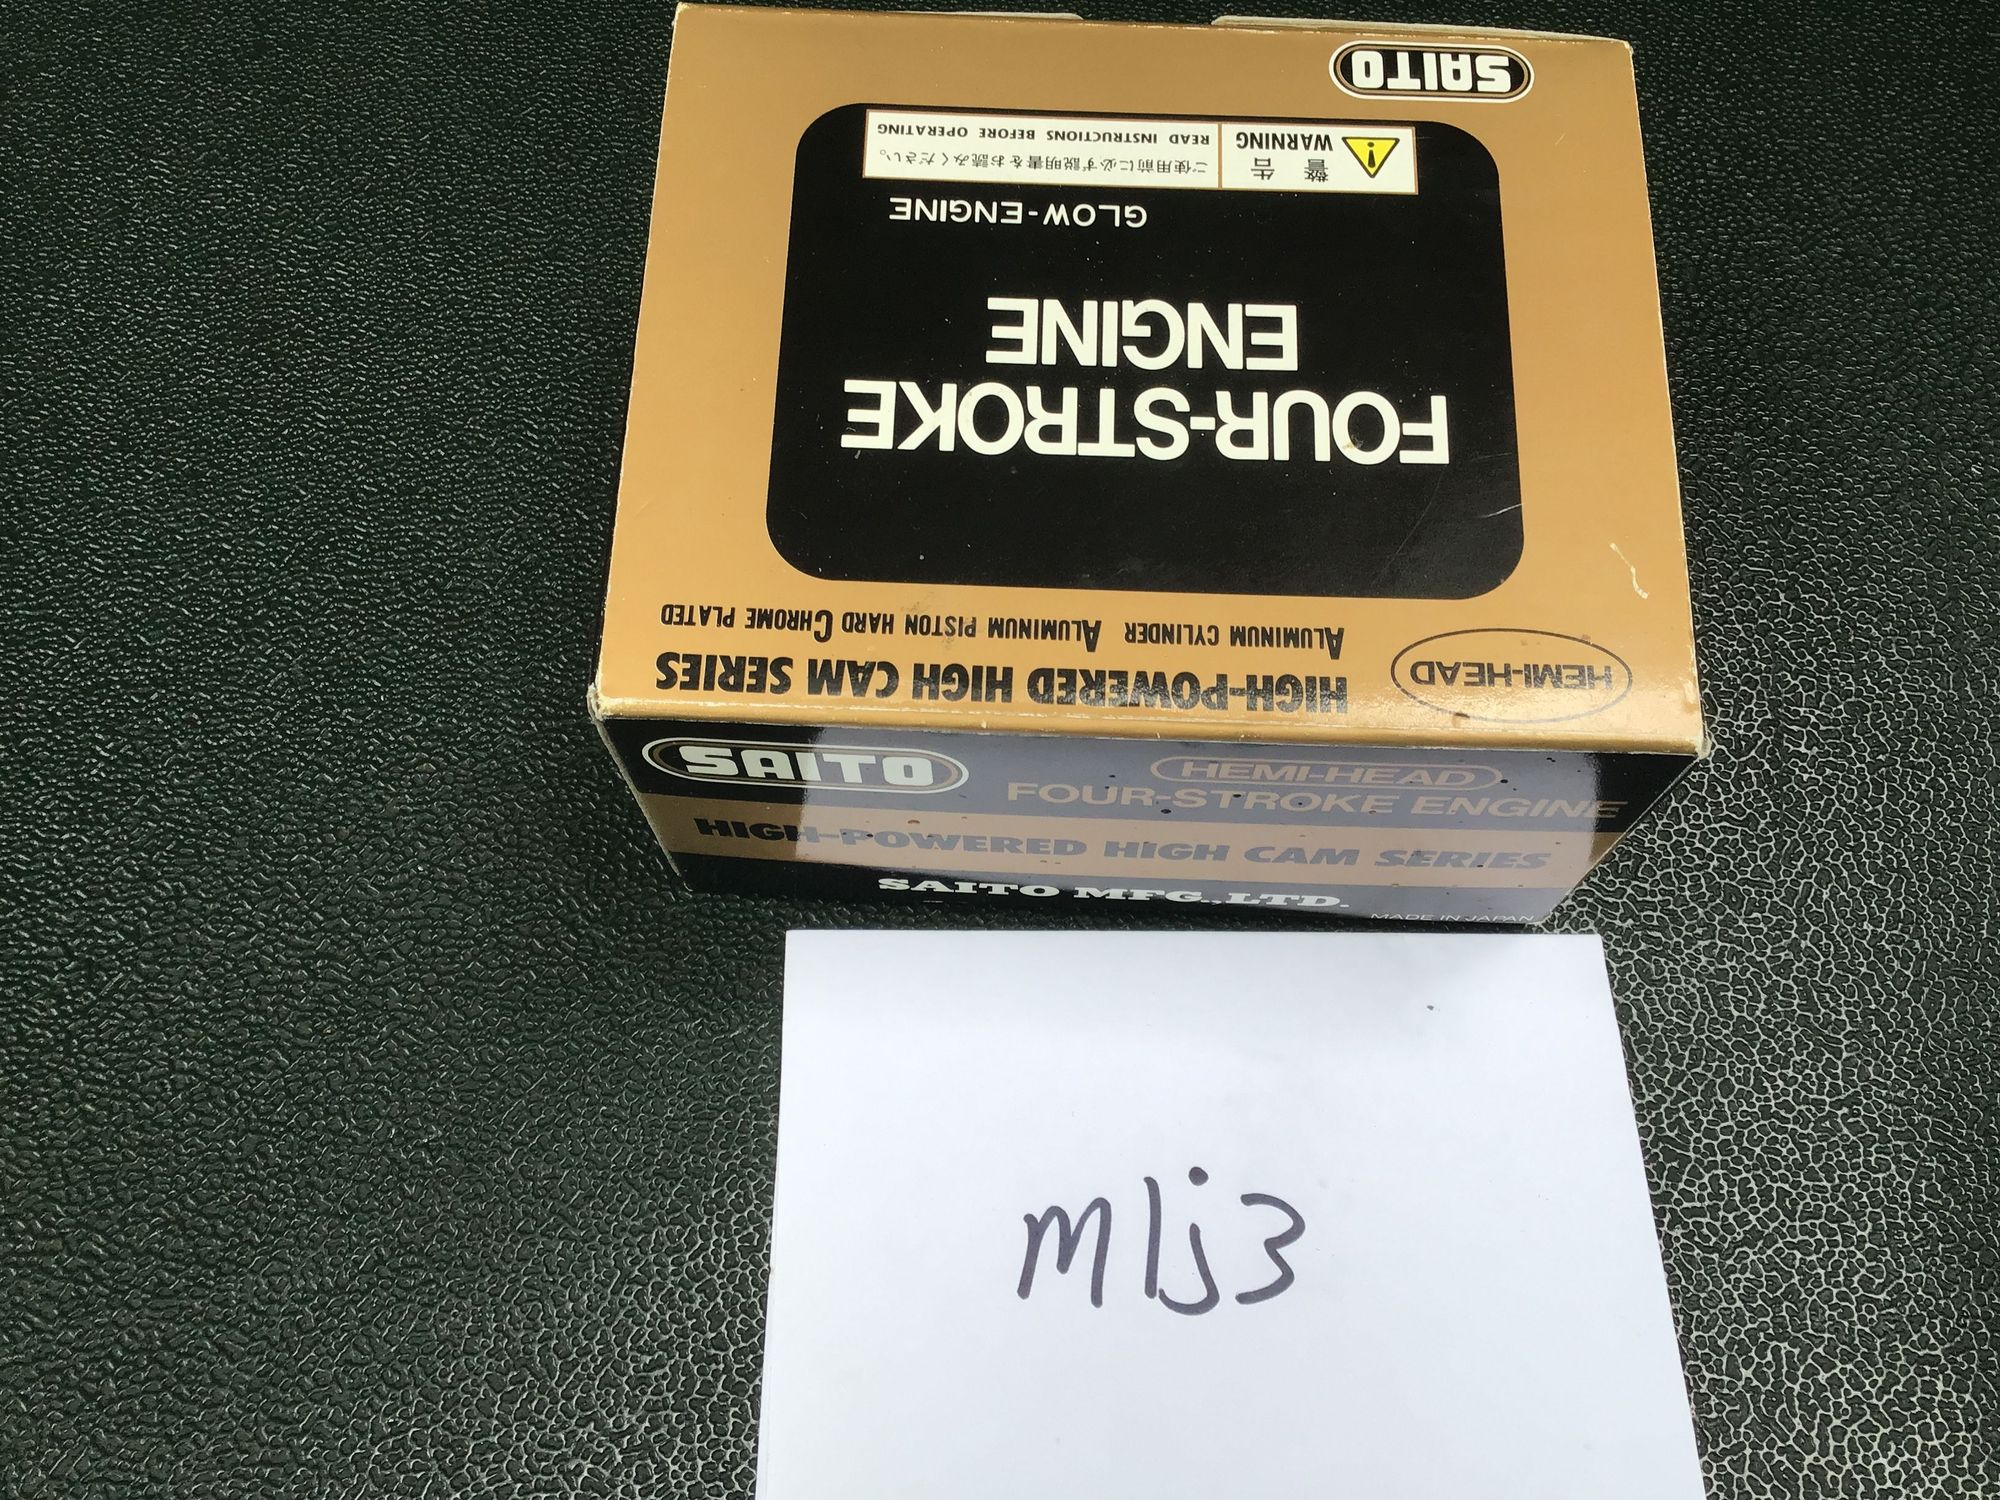 SAITO
警告
WARNING
ご使用前に必ず説明書をお読みください。
READ INSTRUCTIONS BEFORE OPERATING
GLOW-ENGINE
FOUR-STROKE
ENGINE
HEMI-HEAD
ALUMINUM CYLINDER ALUMINUM PISTON HARD CHROME PLATED
HIGH-POWERED HIGH CAM SERIES
SAITO
HEMI-HEAD
FOUR-STROKE ENGINE
HIGH-POWERED HIGH CAM SERIES
SAITO MFG.,LTD.
MADE IN JAPAN
mlj3